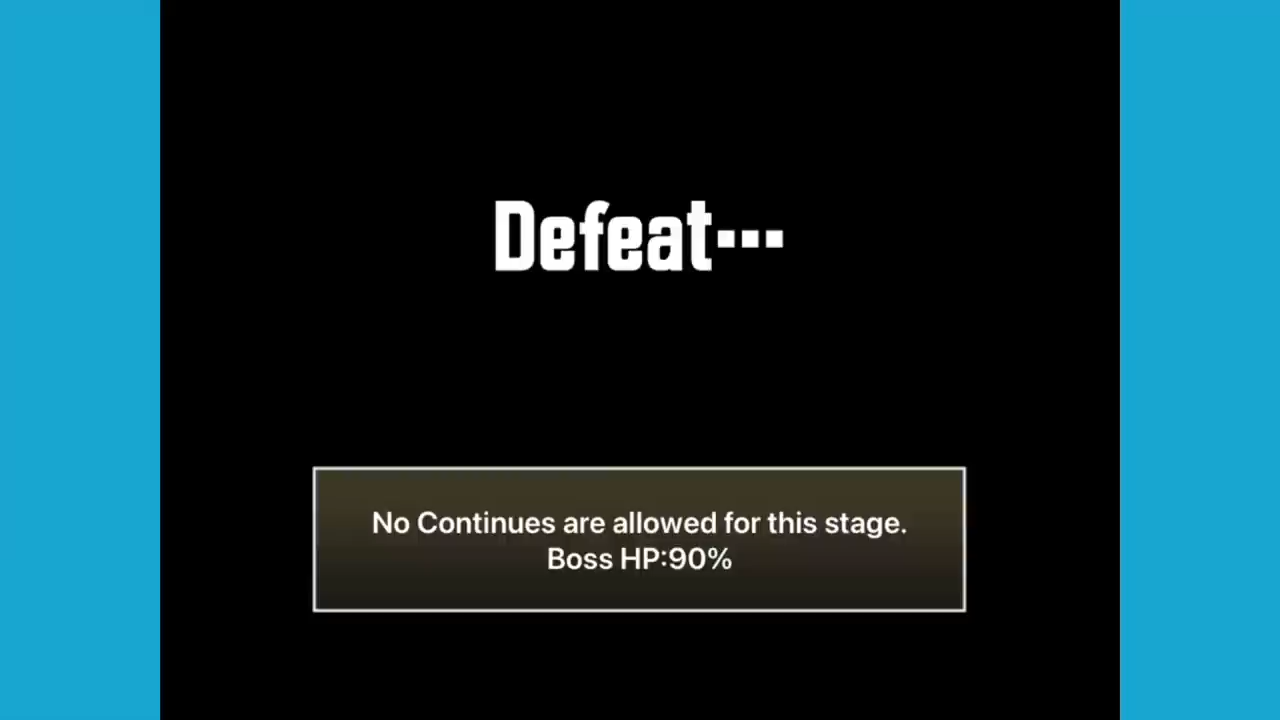 Defeat···
No Continues are allowed for this stage.
Boss HP:90%